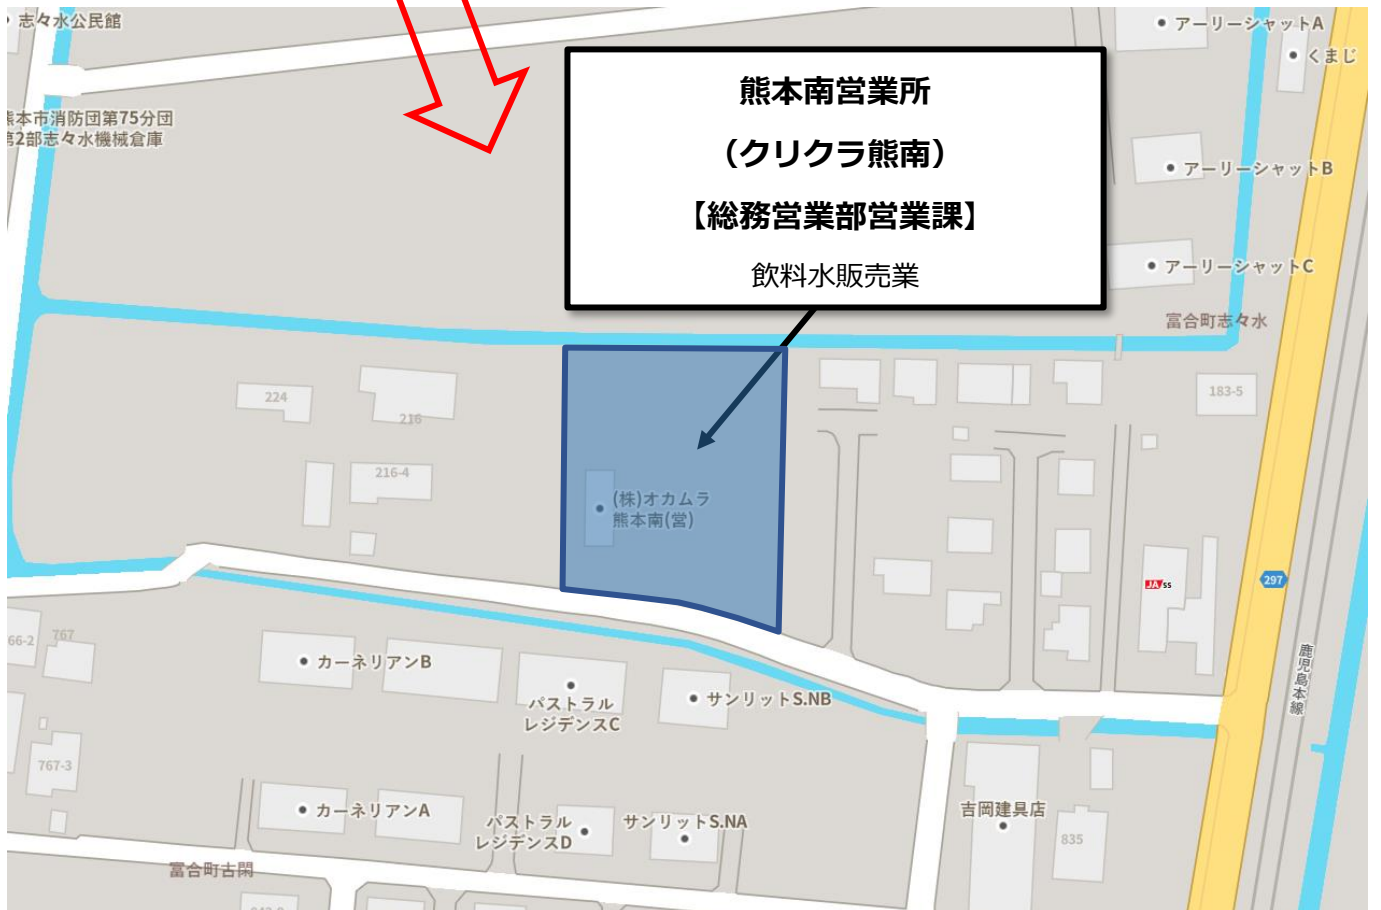 志々水公民館
アーリーシャットA
くまじ
熊本南営業所
（クリクラ熊南）
【総務営業部営業課】
飲料水販売業
本市消防団第75分団
第2部志々水機械倉庫
アーリーシャットB
アーリーシャットC
富合町志々水
224
216
183-5
216-4
(株)オカムラ
熊本南(営)
JA ss
297
66-2
767
カーネリアンB
パストラル
レジデンスC
サンリットS.NB
鹿児島本線
767-3
カーネリアンA
パストラル
レジデンスD
サンリットS.NA
吉岡建具店
835
富合町古閑